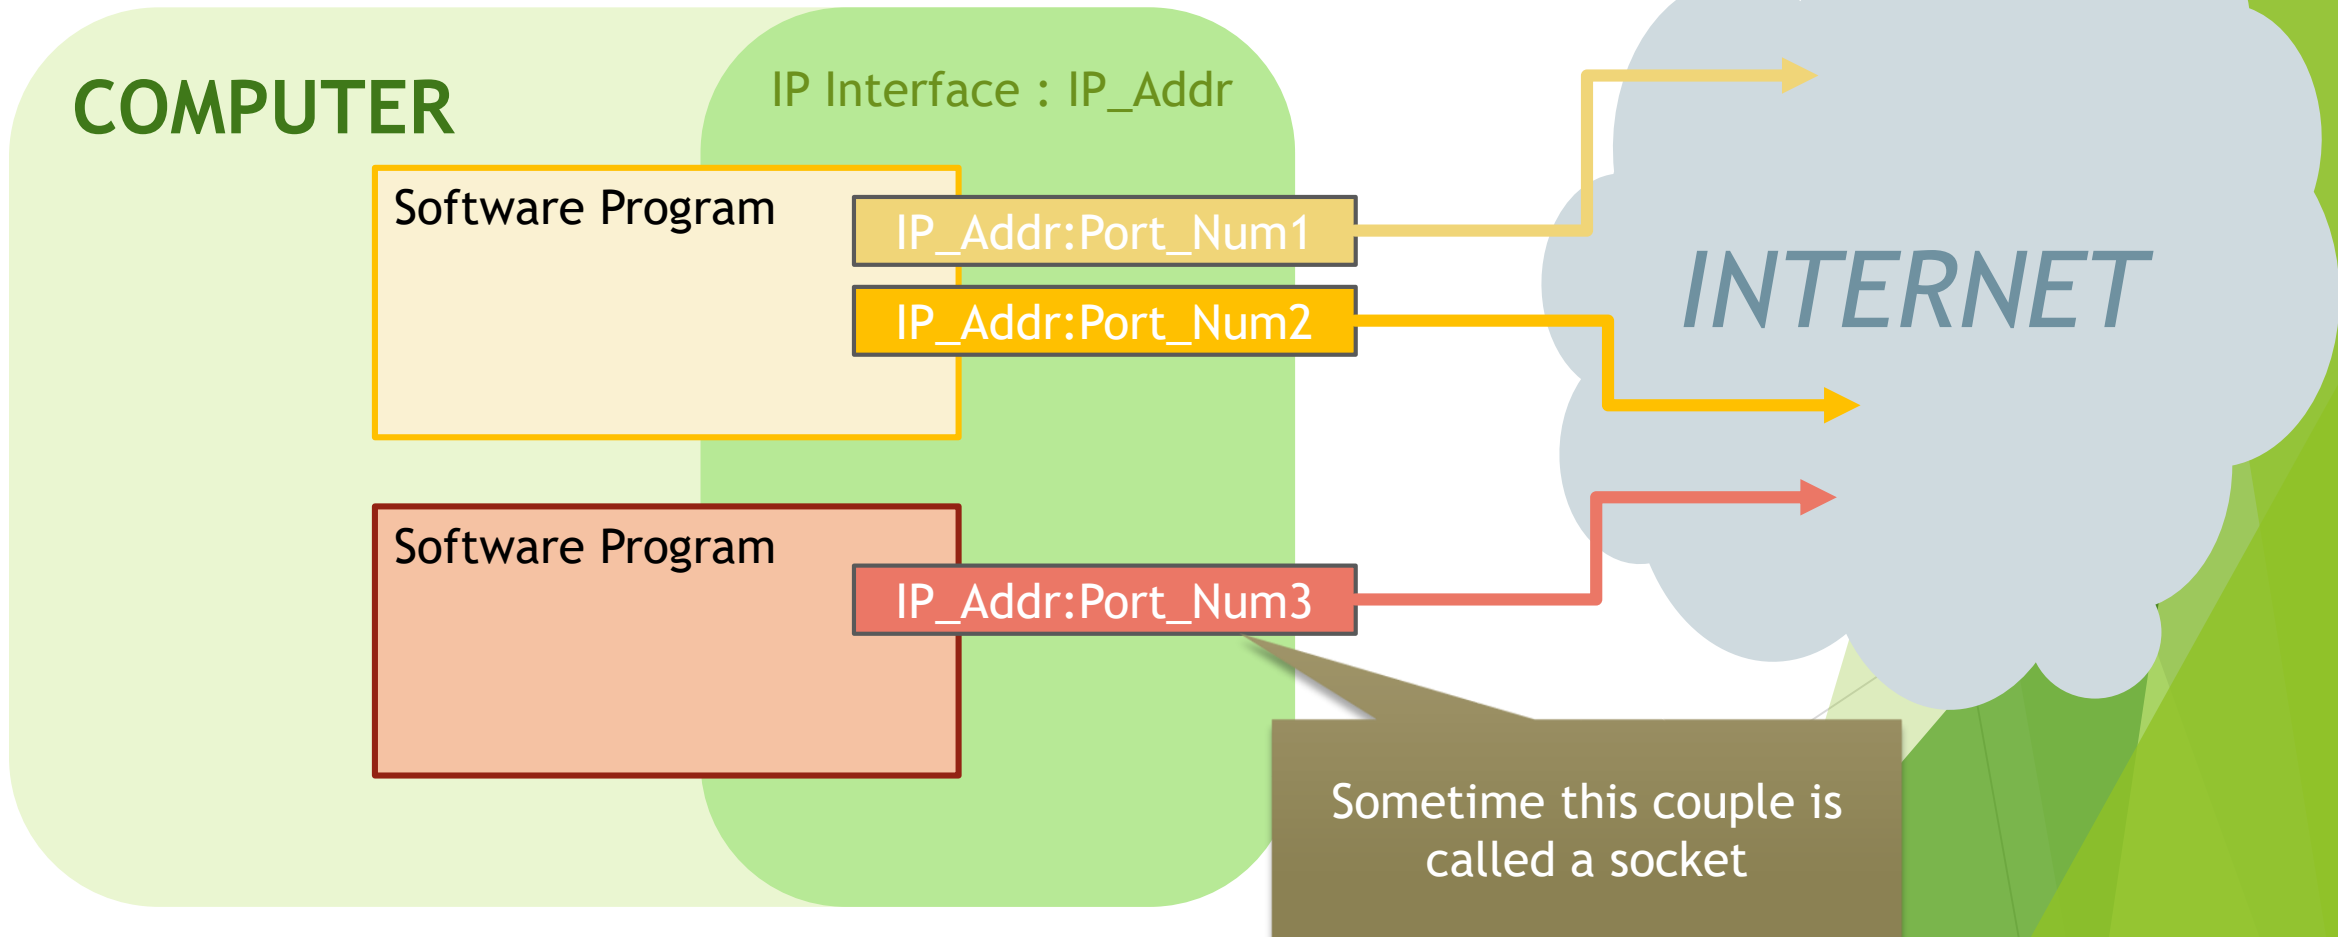 COMPUTER
IP Interface : IP_Addr
Software Program
IP_Addr:Port_Num1
IP_Addr:Port_Num2
INTERNET
Software Program
IP_Addr:Port_Num3
Sometime this couple is
called a socket